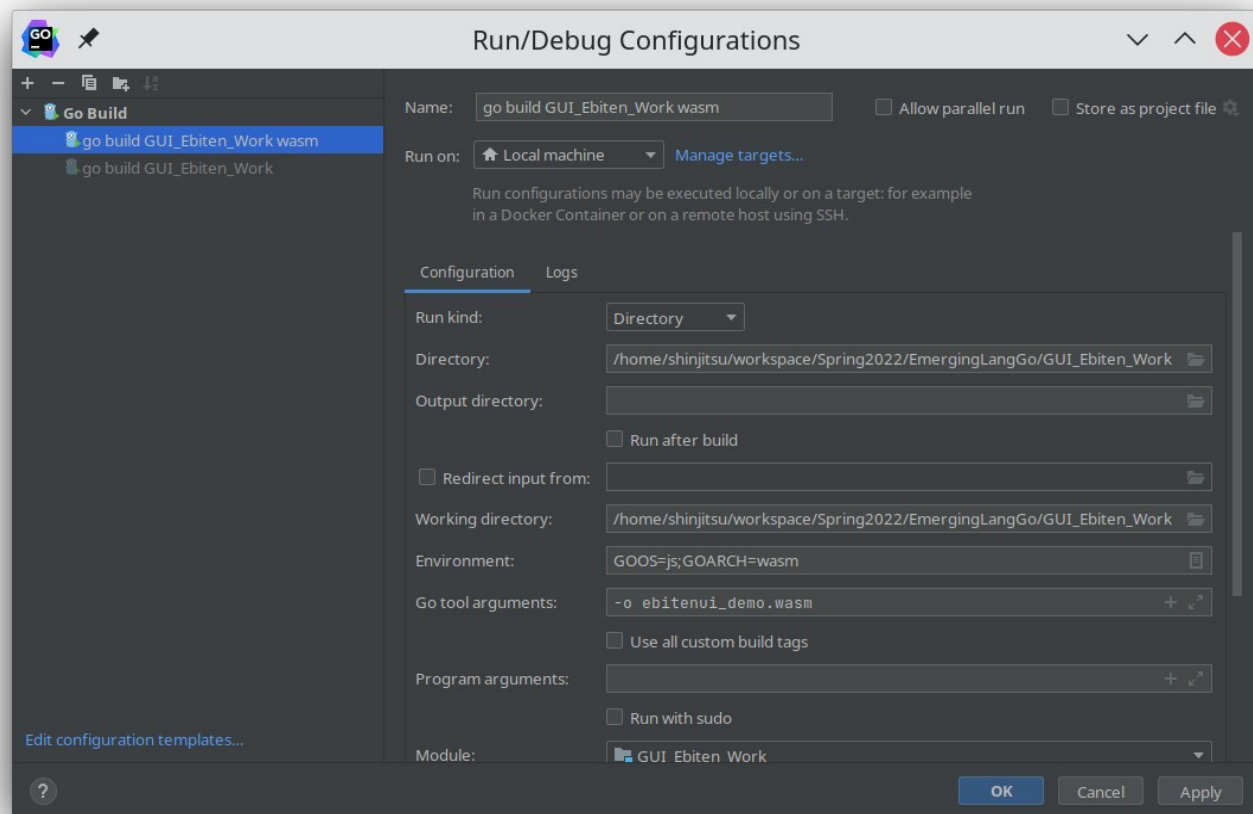 GO
Run/Debug Configurations
Go Build
go build GUI_Ebiten_Work wasm
go build GUI_Ebiten_Work
Edit configuration templates...
Name: go build GUI_Ebiten_Work wasm Allow parallel run Store as project file
Run on: Local machine Manage targets...
Run configurations may be executed locally or on a target: for example
in a Docker Container or on a remote host using SSH.
Configuration Logs
Run kind: Directory
Directory: /home/shinjitsu/workspace/Spring2022/EmergingLangGo/GUI_Ebiten_Work
Output directory:
Run after build
Redirect input from:
Working directory: /home/shinjitsu/workspace/Spring2022/EmergingLangGo/GUI_Ebiten_Work
Environment: GOOS=js;GOARCH=wasm
Go tool arguments: -o ebitenui_demo.wasm
Use all custom build tags
Program arguments:
Run with sudo
Module: GUI_Ebiten_Work
? OK Cancel Apply